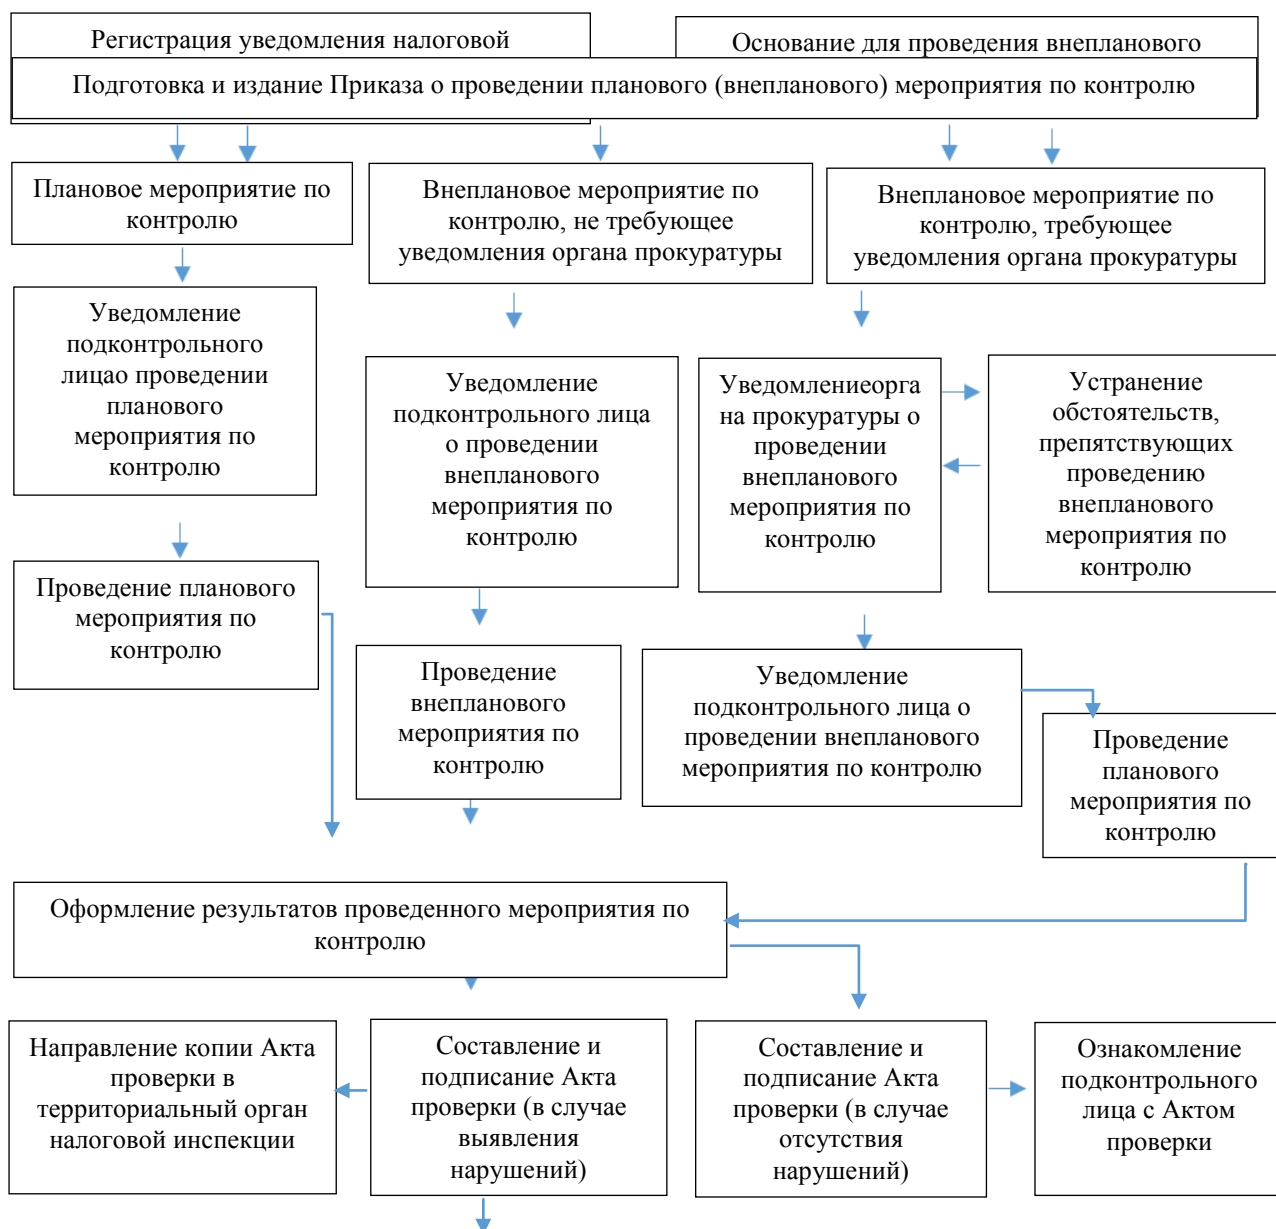 Регистрация уведомления налоговой
Основание для проведения внепланового
Подготовка и издание Приказа о проведении планового (внепланового) мероприятия по контролю
Плановое мероприятие по
контролю
Внеплановое мероприятие по
контролю, не требующее
уведомления органа прокуратуры
Внеплановое мероприятие по
контролю, требующее
уведомления органа прокуратуры
Уведомление
подконтрольного
лицао проведении
планового
мероприятия по
контролю
Уведомление
подконтрольного лица
о проведении
внепланового
мероприятия по
контролю
Уведомлениеорга
на прокуратуры о
проведении
внепланового
мероприятия по
контролю
Устранение
обстоятельств,
препятствующих
проведению
внепланового
мероприятия по
контролю
Проведение планового
мероприятия по
контролю
Проведение
внепланового
мероприятия по
контролю
Уведомление
подконтрольного лица о
проведении внепланового
мероприятия по контролю
Проведение
планового
мероприятия по
контролю
Оформление результатов проведенного мероприятия по
контролю
Направление копии Акта
проверки в
территориальный орган
налоговой инспекции
Составление и
подписание Акта
проверки (в случае
выявления
нарушений)
Составление и
подписание Акта
проверки (в случае
отсутствия
нарушений)
Ознакомление
подконтрольного
лица с Актом
проверки